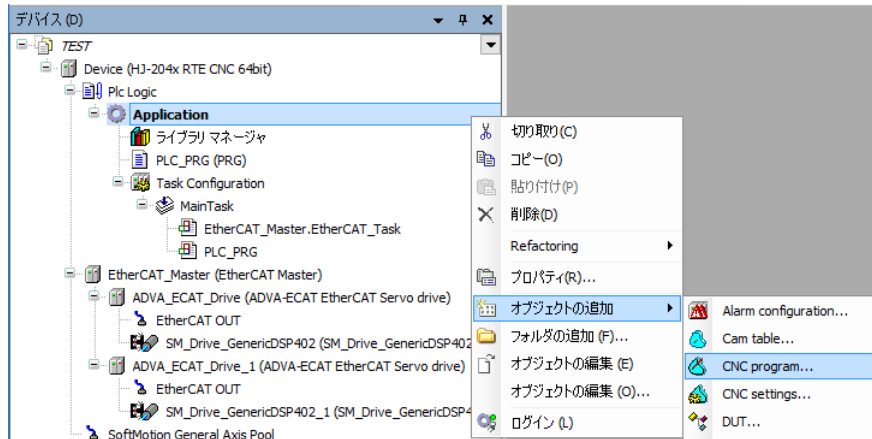 デバイス (D)
TEST
Device (HJ-204x RTE CNC 64bit)
Plc Logic
Application
ライブラリ マネージャ
PLC_PRG (PRG)
Task Configuration
MainTask
EtherCAT_Master.EtherCAT_Task
PLC_PRG
EtherCAT_Master (EtherCAT Master)
ADVA_ECAT_Drive (ADVA-ECAT EtherCAT Servo drive)
EtherCAT OUT
SM_Drive_GenericDSP402 (SM_Drive_GenericDSP402
ADVA_ECAT_Drive_1 (ADVA-ECAT EtherCAT Servo drive)
EtherCAT OUT
SM_Drive_GenericDSP402_1 (SM_Drive_GenericDSP4
SoftMotion General Axis Pool
切り取り(C)
コピー(O)
貼り付け(P)
削除(D)
Refactoring
プロパティ(R)...
オブジェクトの追加
フォルダの追加 (F)...
オブジェクトの編集 (E)
オブジェクトの編集 (O)...
ログイン (L)
Alarm configuration...
Cam table...
CNC program...
CNC settings...
DUT...